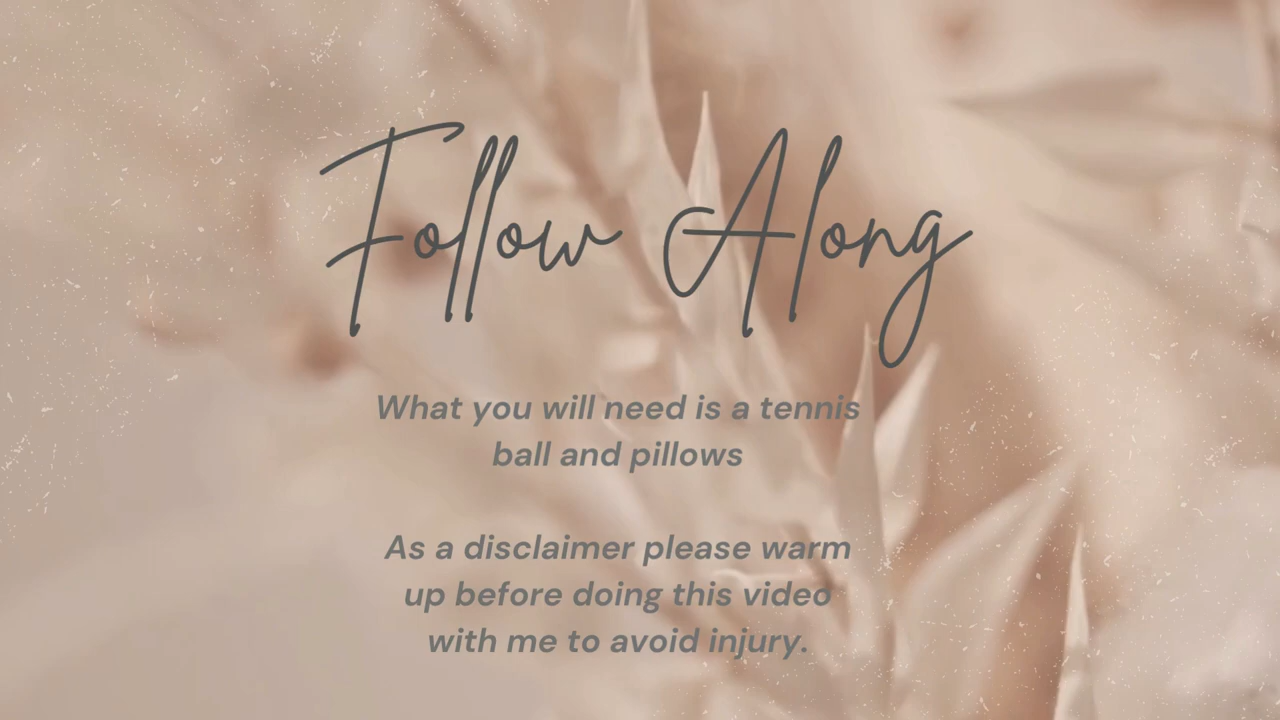 Follow Along
What you will need is a tennis
ball and pillows
As a disclaimer please warm
up before doing this video
with me to avoid injury.